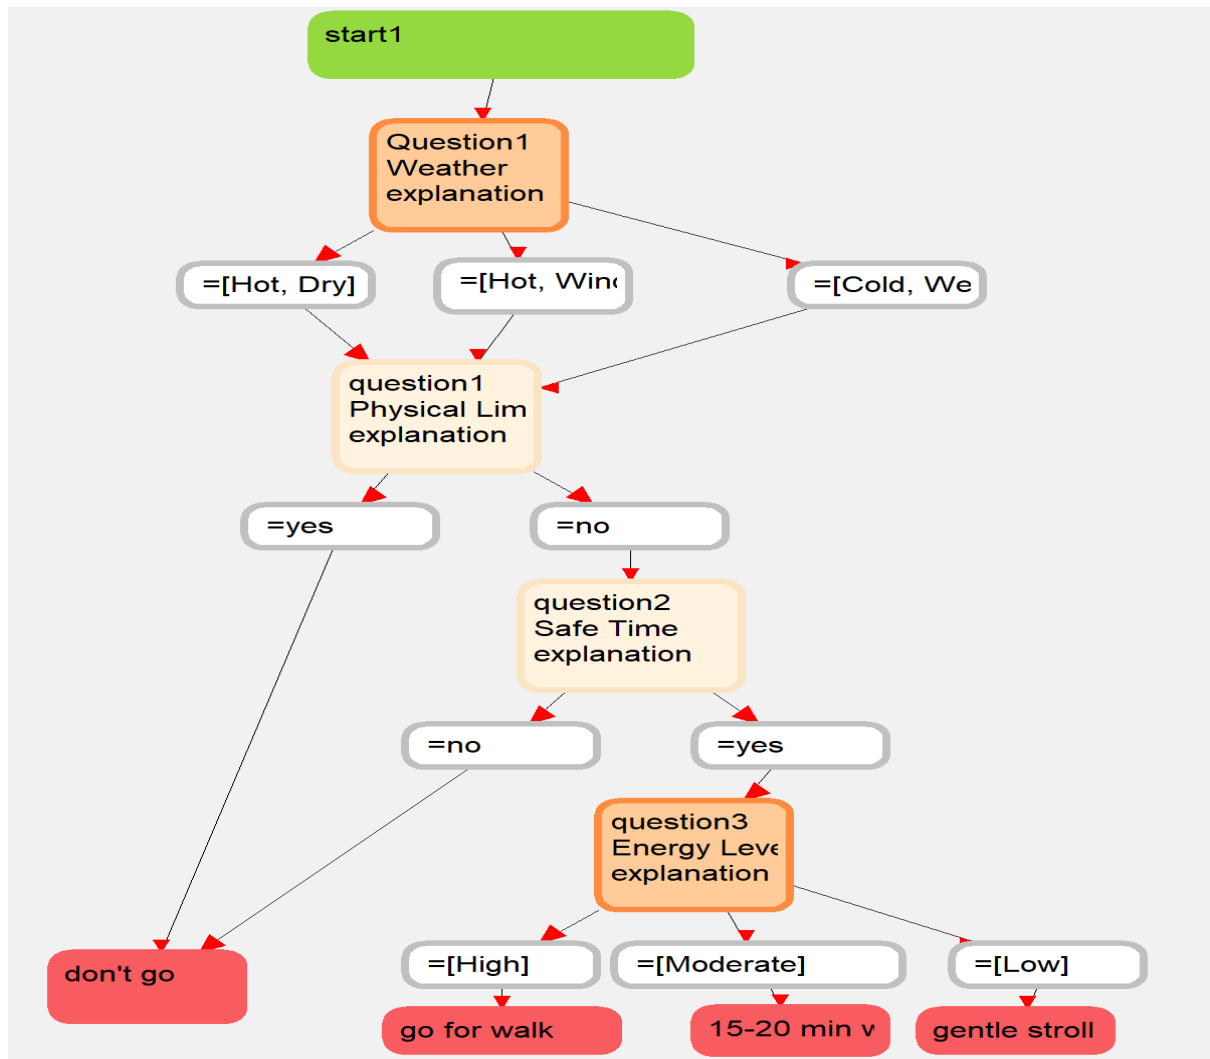 start1
Question1
Weather
explanation
=[Hot, Dry]
=[Hot, Wind
=[Cold, We
question1
Physical Lim
explanation
=yes
=no
question2
Safe Time
explanation
=no
=yes
question3
Energy Leve
explanation
=[High]
=[Moderate]
=[Low]
don't go
go for walk
15-20 min w
gentle stroll